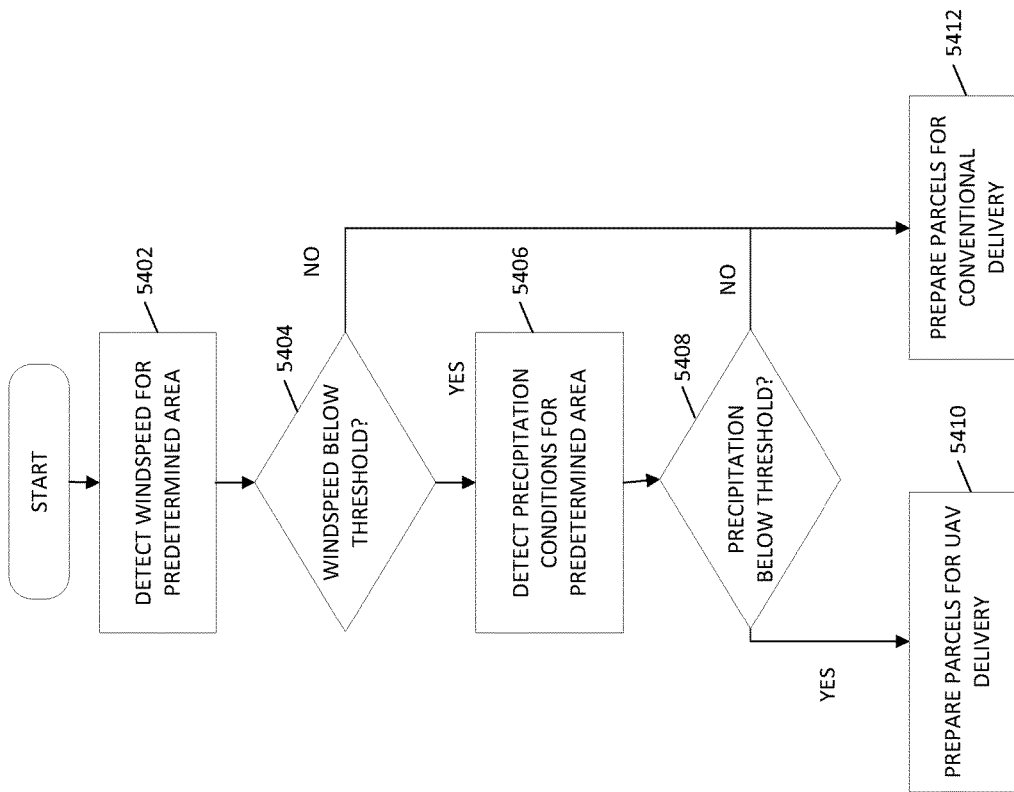 START
5402
DETECT WINDSPEED FOR
PREDETERMINED AREA
5404
WINDSPEED BELOW
THRESHOLD?
NO
YES
5406
DETECT PRECIPITATION
CONDITIONS FOR
PREDETERMINED AREA
5408
PRECIPITATION
BELOW THRESHOLD?
NO
YES
5410
PREPARE PARCELS FOR UAV
DELIVERY
5412
PREPARE PARCELS FOR
CONVENTIONAL
DELIVERY